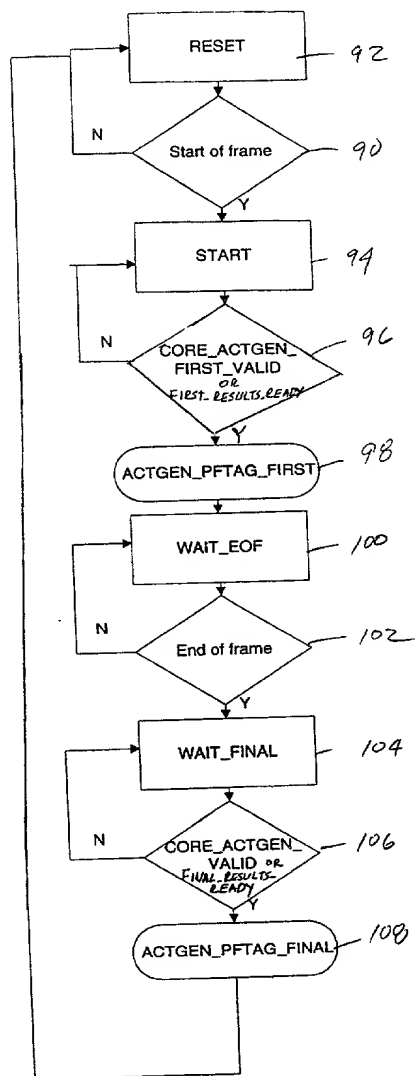 RESET
92
N
Start of frame
90
Y
START
94
N
CORE_ACTGEN_
FIRST_VALID
OR
FIRST_RESULTS_READY
96
Y
ACTGEN_PFTAG_FIRST
98
WAIT_EOF
100
N
End of frame
102
Y
WAIT_FINAL
104
N
CORE_ACTGEN_
VALID OR
FINAL_RESULTS_
READY
106
Y
ACTGEN_PFTAG_FINAL
108